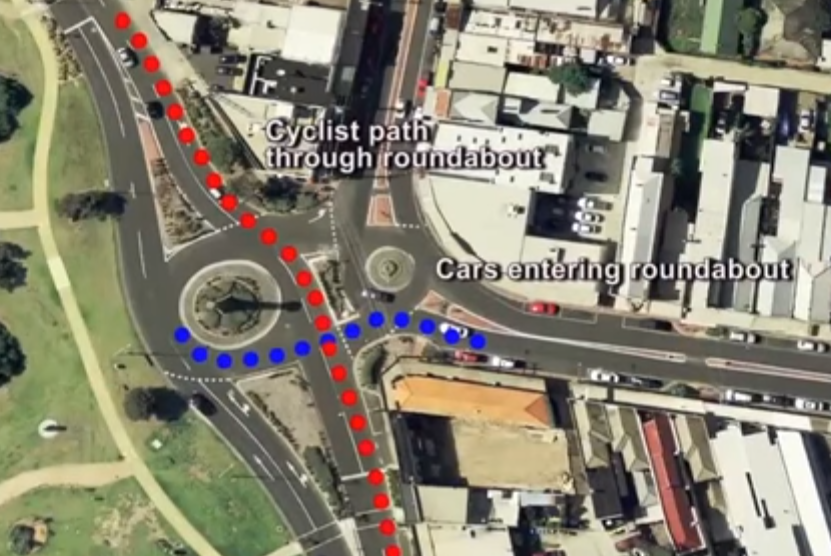 Cyclist path
through roundabout
Cars entering roundabout